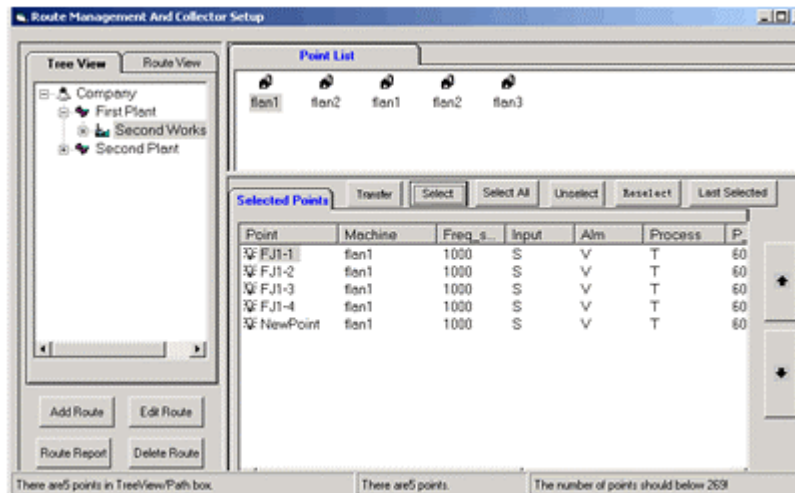 Route Management And Collector Setup
Tree View Route View
Company
First Plant
Second Works
Second Plant
Add Route Edit Route
Route Report Delete Route
Point List
flan1 flan2 flan1 flan2 flan3
Selected Points Transfer Select Select All Unselect Reselect Last Selected
Point Machine Freq_s... Input Alm Process P_
FJ1-1 flan1 1000 S V T 60
FJ1-2 flan1 1000 S V T 60
FJ1-3 flan1 1000 S V T 60
FJ1-4 flan1 1000 S V T 60
NewPoint flan1 1000 S V T 60
There are5 points in TreeView/Path box. There are5 points. The number of points should below 269!